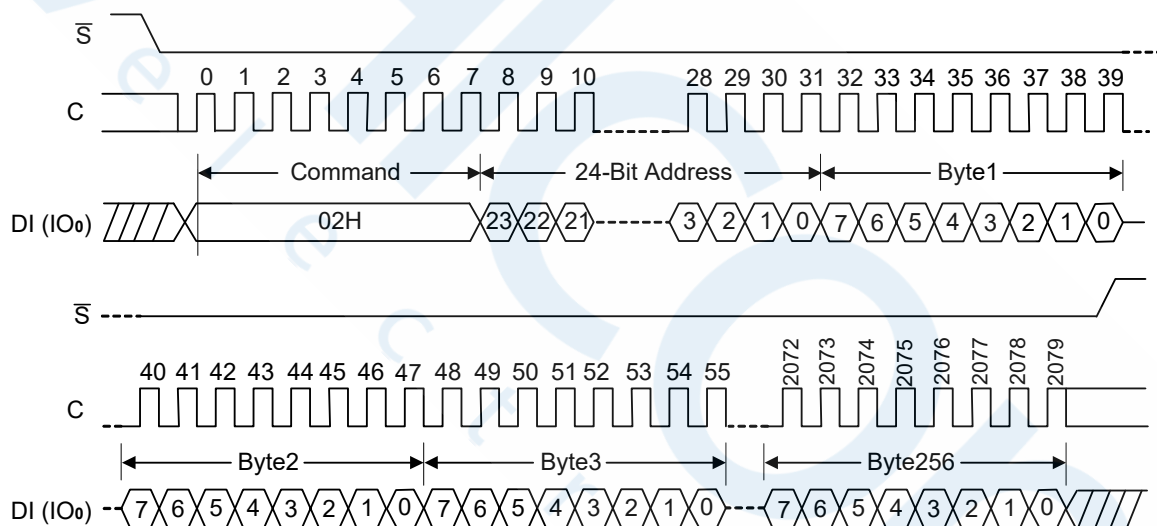 S
0 1 2 3 4 5 6 7 8 9 10 28 29 30 31 32 33 34 35 36 37 38 39
C
Command 24-Bit Address Byte1
DI (IO0) 02H 23 22 21 3 2 1 0 7 6 5 4 3 2 1 0
S
40 41 42 43 44 45 46 47 48 49 50 51 52 53 54 55 2072 2073 2074 2075 2076 2077 2078 2079
C
Byte2 Byte3 Byte256
DI (IO0) 7 6 5 4 3 2 1 0 7 6 5 4 3 2 1 0 7 6 5 4 3 2 1 0